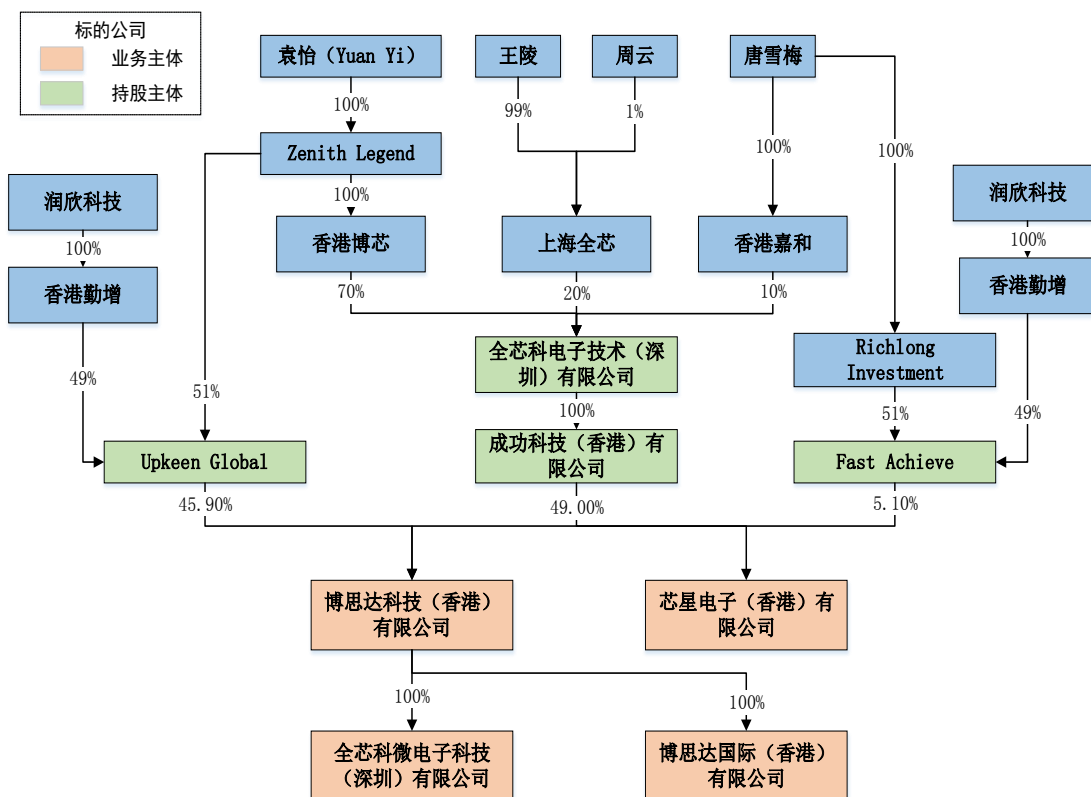 标的公司
业务主体
持股主体
袁怡（Yuan Yi）
王陵
周云
唐雪梅
100%
99%
1%
100%
100%
Zenith Legend
润欣科技
润欣科技
100%
100%
100%
香港博芯
上海全芯
香港嘉和
香港勤增
香港勤增
70%
20%
10%
全芯科电子技术（深
圳）有限公司
Richlong
Investment
49%
51%
100%
51%
49%
Upkeen Global
成功科技（香港）有
限公司
Fast Achieve
45.90%
49.00%
5.10%
博思达科技（香港）
有限公司
芯星电子（香港）有
限公司
100%
100%
全芯科微电子科技
（深圳）有限公司
博思达国际（香港）
有限公司